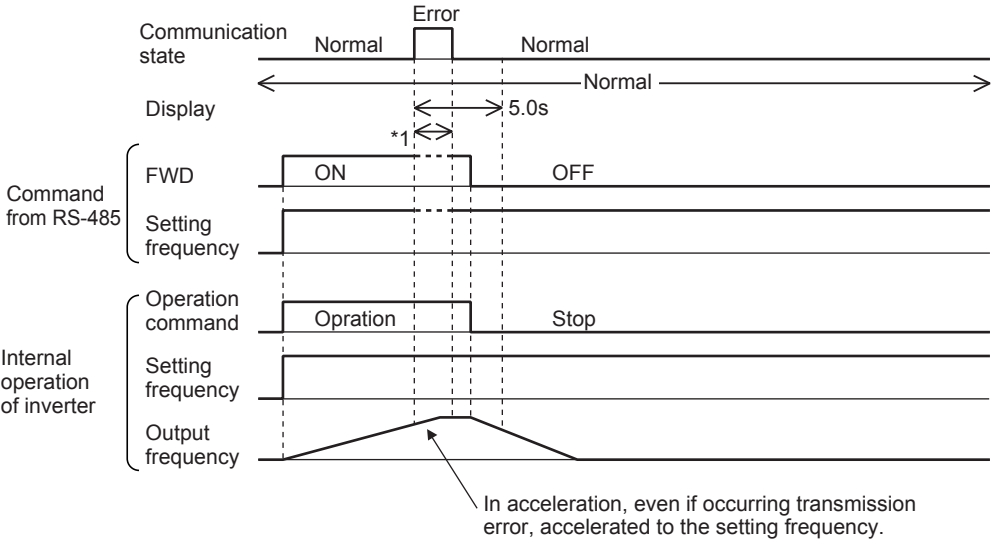 Error
Communication
state
Normal
Normal
Normal
Display
5.0s
*1
Command
from RS-485
FWD
ON
OFF
Setting
frequency
Internal
operation
of inverter
Operation
command
Opration
Stop
Setting
frequency
Output
frequency
In acceleration, even if occurring transmission
error, accelerated to the setting frequency.